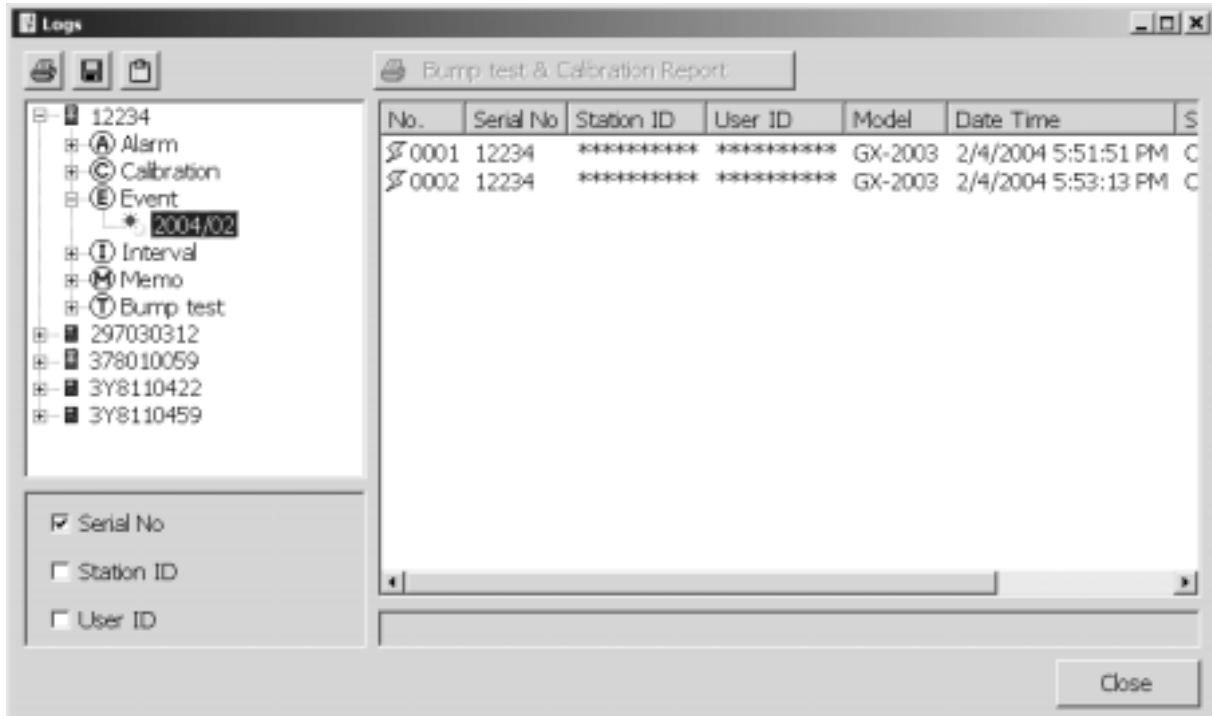 Logs
Bump test & Calibration Report
12234
A Alarm
C Calibration
E Event
2004/02
I Interval
M Memo
T Bump test
297030312
378010059
3Y8110422
3Y8110459
No. Serial No Station ID User ID Model Date Time S
0001 12234 ********** ********** GX-2003 2/4/2004 5:51:51 PM C
0002 12234 ********** ********** GX-2003 2/4/2004 5:53:13 PM C
Serial No
Station ID
User ID
Close